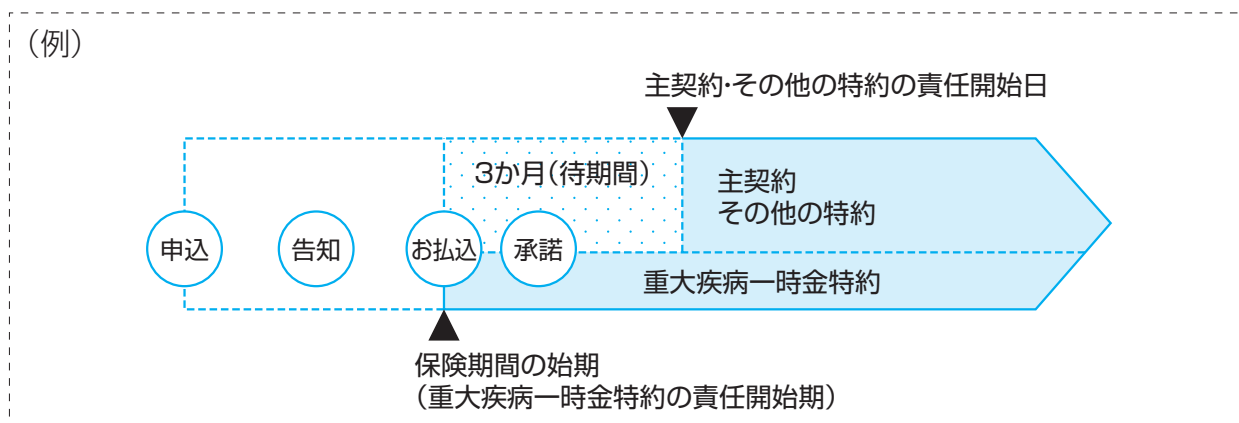 （例）
主契約・その他の特約の責任開始日
3か月（待期間）
主契約
その他の特約
申込
告知
お払込
承諾
重大疾病一時金特約
保険期間の始期
（重大疾病一時金特約の責任開始期）